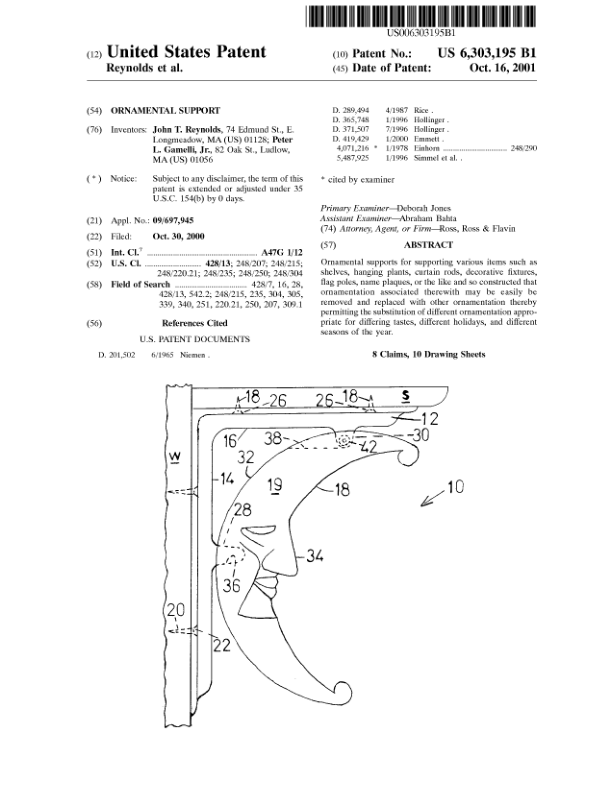 US006303195B1
(12) United States Patent
Reynolds et al.
(10) Patent No.: US 6,303,195 B1
(45) Date of Patent: Oct. 16, 2001
(54) ORNAMENTAL SUPPORT
(76) Inventors: John T. Reynolds, 74 Edmund St., E.
Longmeadow, MA (US) 01128; Peter
L. Gamelli, Jr., 82 Oak St., Ludlow,
MA (US) 01056
( * ) Notice: Subject to any disclaimer, the term of this
patent is extended or adjusted under 35
U.S.C. 154(b) by 0 days.
(21) Appl. No.: 09/697,945
(22) Filed: Oct. 30, 2000
(51) Int. Cl.7 .......................................... A47G 1/12
(52) U.S. Cl. ..................... 428/13; 248/207; 248/215;
248/220.21; 248/235; 248/250; 248/304
(58) Field of Search ........................... 428/7, 16, 28,
428/13, 542.2; 248/215, 235, 304, 305,
339, 340, 251, 220.21, 250, 207, 309.1
(56) References Cited
U.S. PATENT DOCUMENTS
D. 201,502 6/1965 Niemen .
D. 289,494 4/1987 Rice .
D. 365,748 1/1996 Hollinger .
D. 371,507 7/1996 Hollinger .
D. 419,429 1/2000 Emmett .
4,071,216 * 1/1978 Einhorn ............................ 248/290
5,487,925 1/1996 Simmel et al. .
* cited by examiner
Primary Examiner—Deborah Jones
Assistant Examiner—Abraham Bahta
(74) Attorney, Agent, or Firm—Ross, Ross & Flavin
(57) ABSTRACT
Ornamental supports for supporting various items such as
shelves, hanging plants, curtain rods, decorative fixtures,
flag poles, name plaques, or the like and so constructed that
ornamentation associated therewith may be easily be
removed and replaced with other ornamentation thereby
permitting the substitution of different ornamentation appro-
priate for differing tastes, different holidays, and different
seasons of the year.
8 Claims, 10 Drawing Sheets
18 26 26 18 S
12
16 38 42 30
W 32
14 19 18 10
28
34
36
20
22